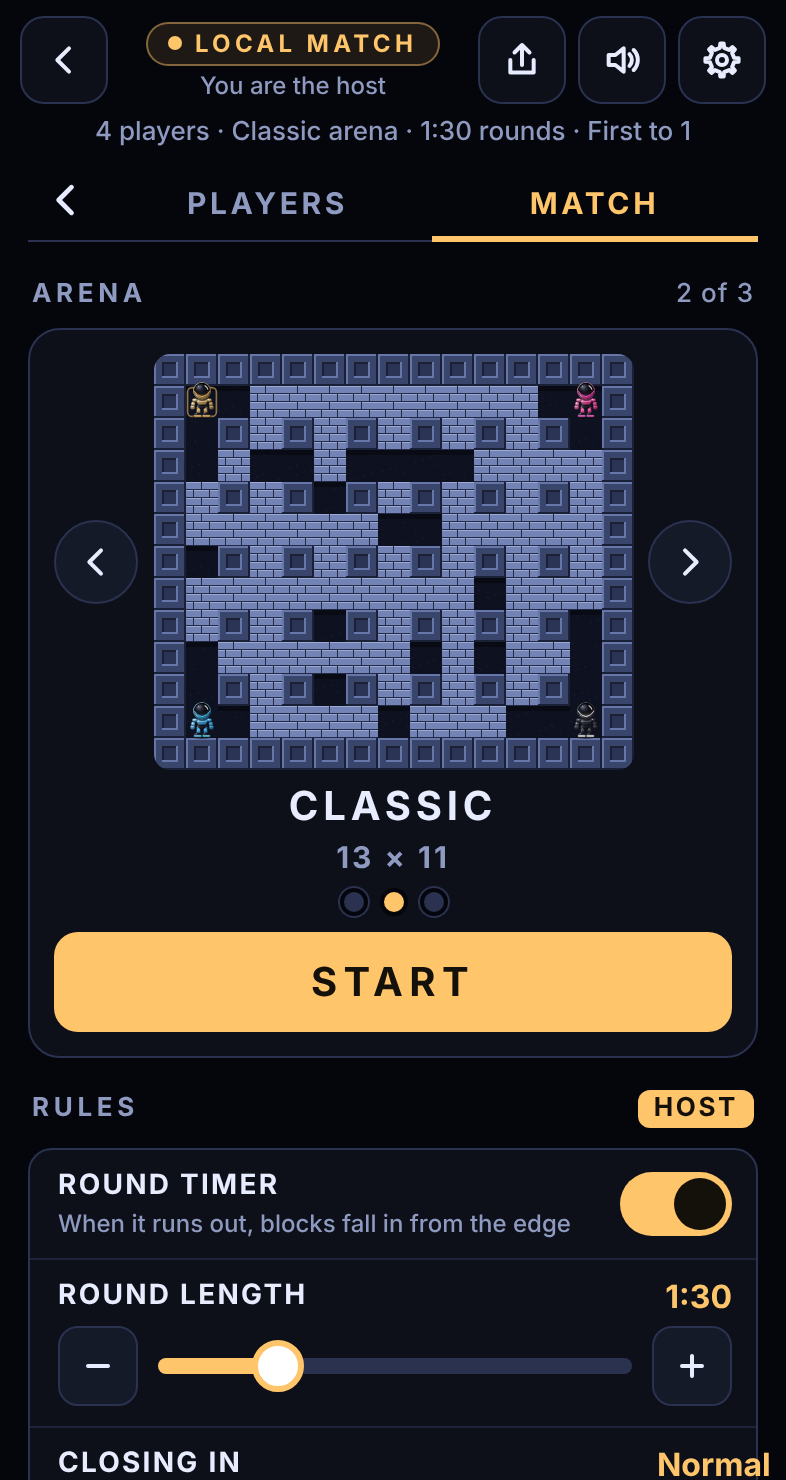 LOCAL MATCH
You are the host
4 players · Classic arena · 1:30 rounds · First to 1
PLAYERS
MATCH
ARENA
2 of 3
CLASSIC
13 × 11
START
RULES
HOST
ROUND TIMER
When it runs out, blocks fall in from the edge
ROUND LENGTH
1:30
CLOSING IN
Normal